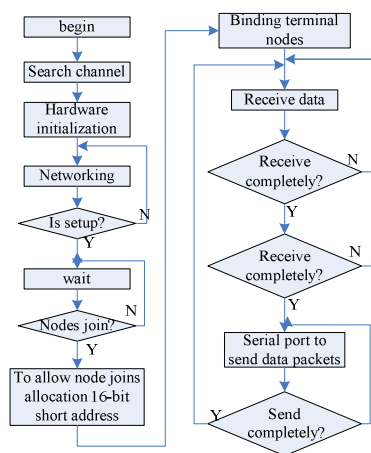 begin
Search channel
Hardware
initialization
Networking
Is setup?
N
Y
wait
Nodes join?
N
Y
To allow node joins
allocation 16-bit
short address
Binding terminal
nodes
Receive data
Receive
completely?
N
Y
Receive
completely?
N
Y
Serial port to
send data packets
Send
completely?
Y